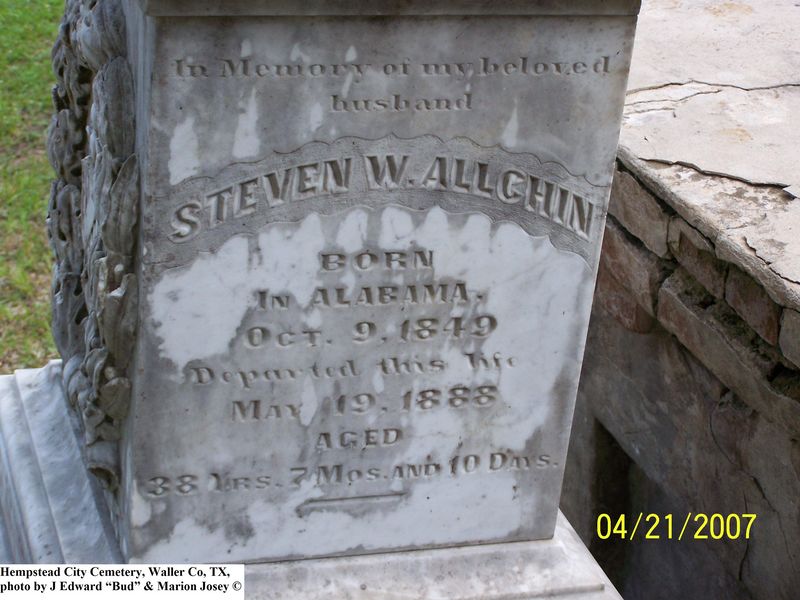 In Memory of my beloved
husband
STEVEN W. ALLCHIN
BORN
IN ALABAMA.
OCT. 9, 1849
Departed this life
MAY 19, 1888
AGED
38 YRS. 7 MOS. AND 10 DAYS.
04/21/2007
Hempstead City Cemetery, Waller Co, TX,
photo by J Edward “Bud” & Marion Josey ©